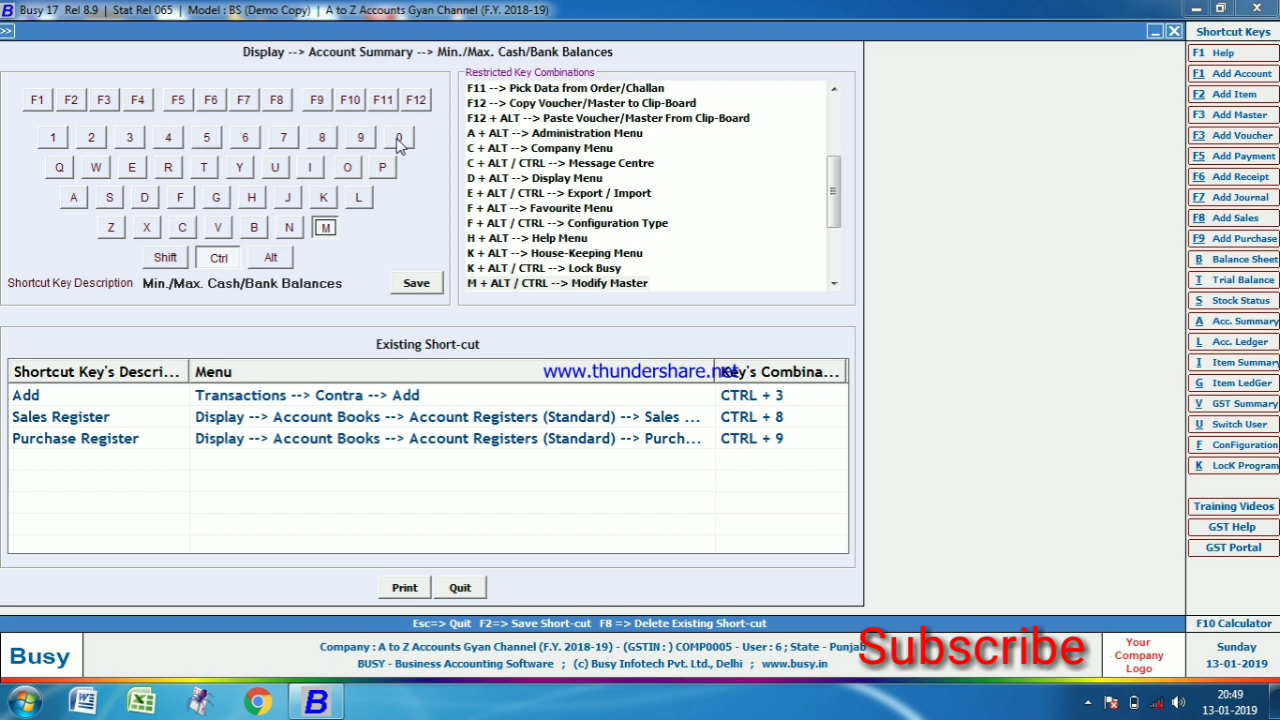 Busy 17 Rel 8.9 | Stat Rel 065 | Model : BS (Demo Copy) | A to Z Accounts Gyan Channel (F.Y. 2018-19)
>>
Display --> Account Summary --> Min./Max. Cash/Bank Balances
F1 F2 F3 F4 F5 F6 F7 F8 F9 F10 F11 F12
1 2 3 4 5 6 7 8 9 0
Q W E R T Y U I O P
A S D F G H J K L
Z X C V B N M
Shift Ctrl Alt
Shortcut Key Description Min./Max. Cash/Bank Balances Save
Restricted Key Combinations
F11 --> Pick Data from Order/Challan
F12 --> Copy Voucher/Master to Clip-Board
F12 + ALT --> Paste Voucher/Master From Clip-Board
A + ALT --> Administration Menu
C + ALT --> Company Menu
C + ALT / CTRL --> Message Centre
D + ALT --> Display Menu
E + ALT / CTRL --> Export / Import
F + ALT --> Favourite Menu
F + ALT / CTRL --> Configuration Type
H + ALT --> Help Menu
K + ALT --> House-Keeping Menu
K + ALT / CTRL --> Lock Busy
M + ALT / CTRL --> Modify Master
Existing Short-cut
Shortcut Key's Descri... Menu Key's Combina...
www.thundershare.net
Add Transactions --> Contra --> Add CTRL + 3
Sales Register Display --> Account Books --> Account Registers (Standard) --> Sales ... CTRL + 8
Purchase Register Display --> Account Books --> Account Registers (Standard) --> Purch... CTRL + 9
Print Quit
Esc=> Quit F2=> Save Short-cut F8 => Delete Existing Short-cut
Shortcut Keys
F1 Help
F1 Add Account
F2 Add Item
F3 Add Master
F3 Add Voucher
F5 Add Payment
F6 Add Receipt
F7 Add Journal
F8 Add Sales
F9 Add Purchase
B Balance Sheet
T Trial Balance
S Stock Status
A Acc. Summary
L Acc. Ledger
I Item Summary
G Item LedGer
V GST Summary
U Switch User
F ConFiguration
K LocK Program
Training Videos
GST Help
GST Portal
F10 Calculator
Busy
Company : A to Z Accounts Gyan Channel (F.Y. 2018-19) - (GSTIN : ) COMP0005 - User : 6 ; State - Punjab
BUSY - Business Accounting Software ; (c) Busy Infotech Pvt. Ltd., Delhi ; www.busy.in
Subscribe
Your
Company
Logo
Sunday
13-01-2019
20:49
13-01-2019